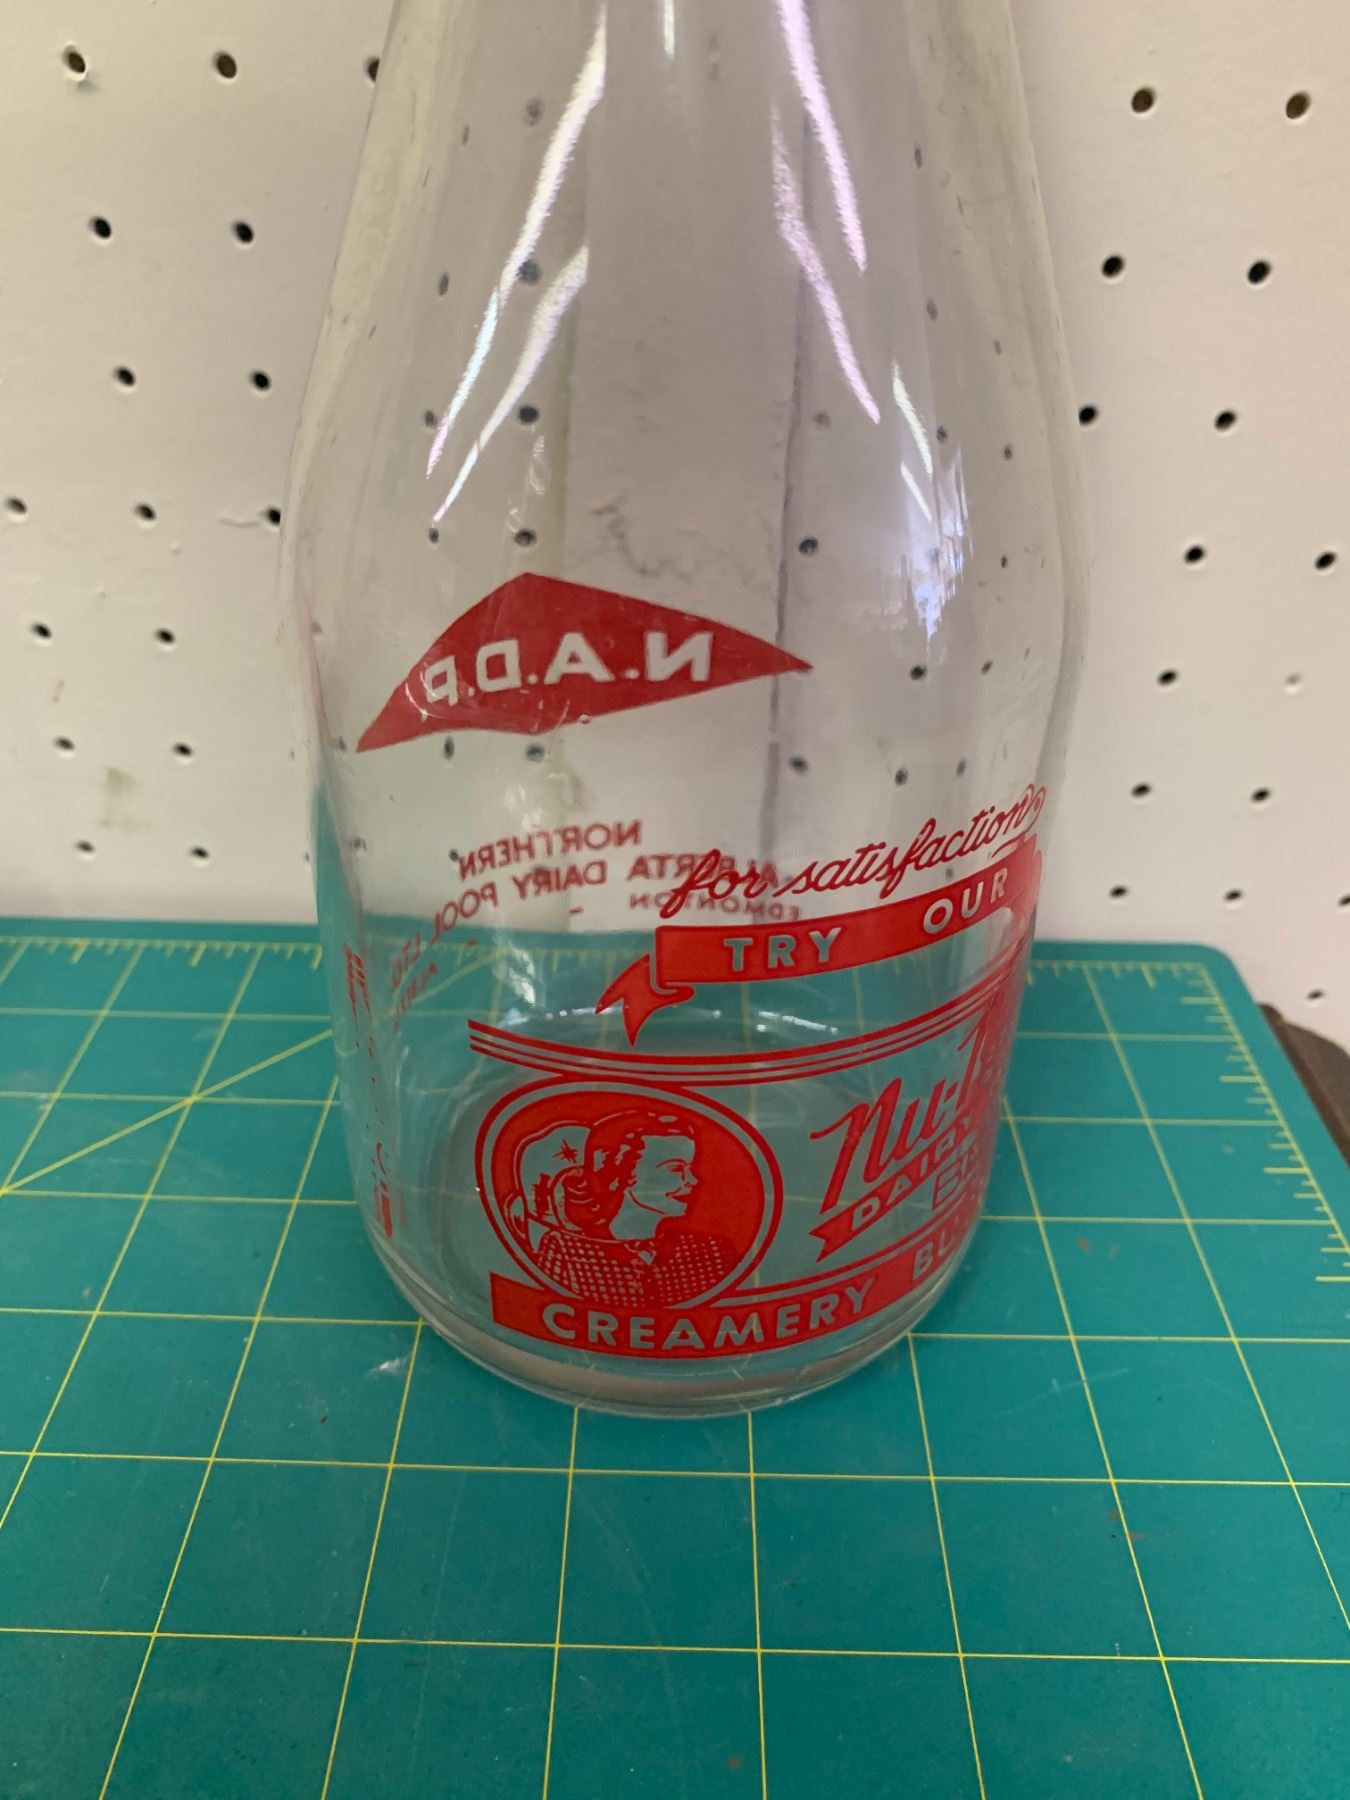 N.A.D.P.
NORTHERN
ALBERTA DAIRY POOL LTD.
EDMONTON -
for satisfaction
TRY OUR
DAIRY
CREAMERY